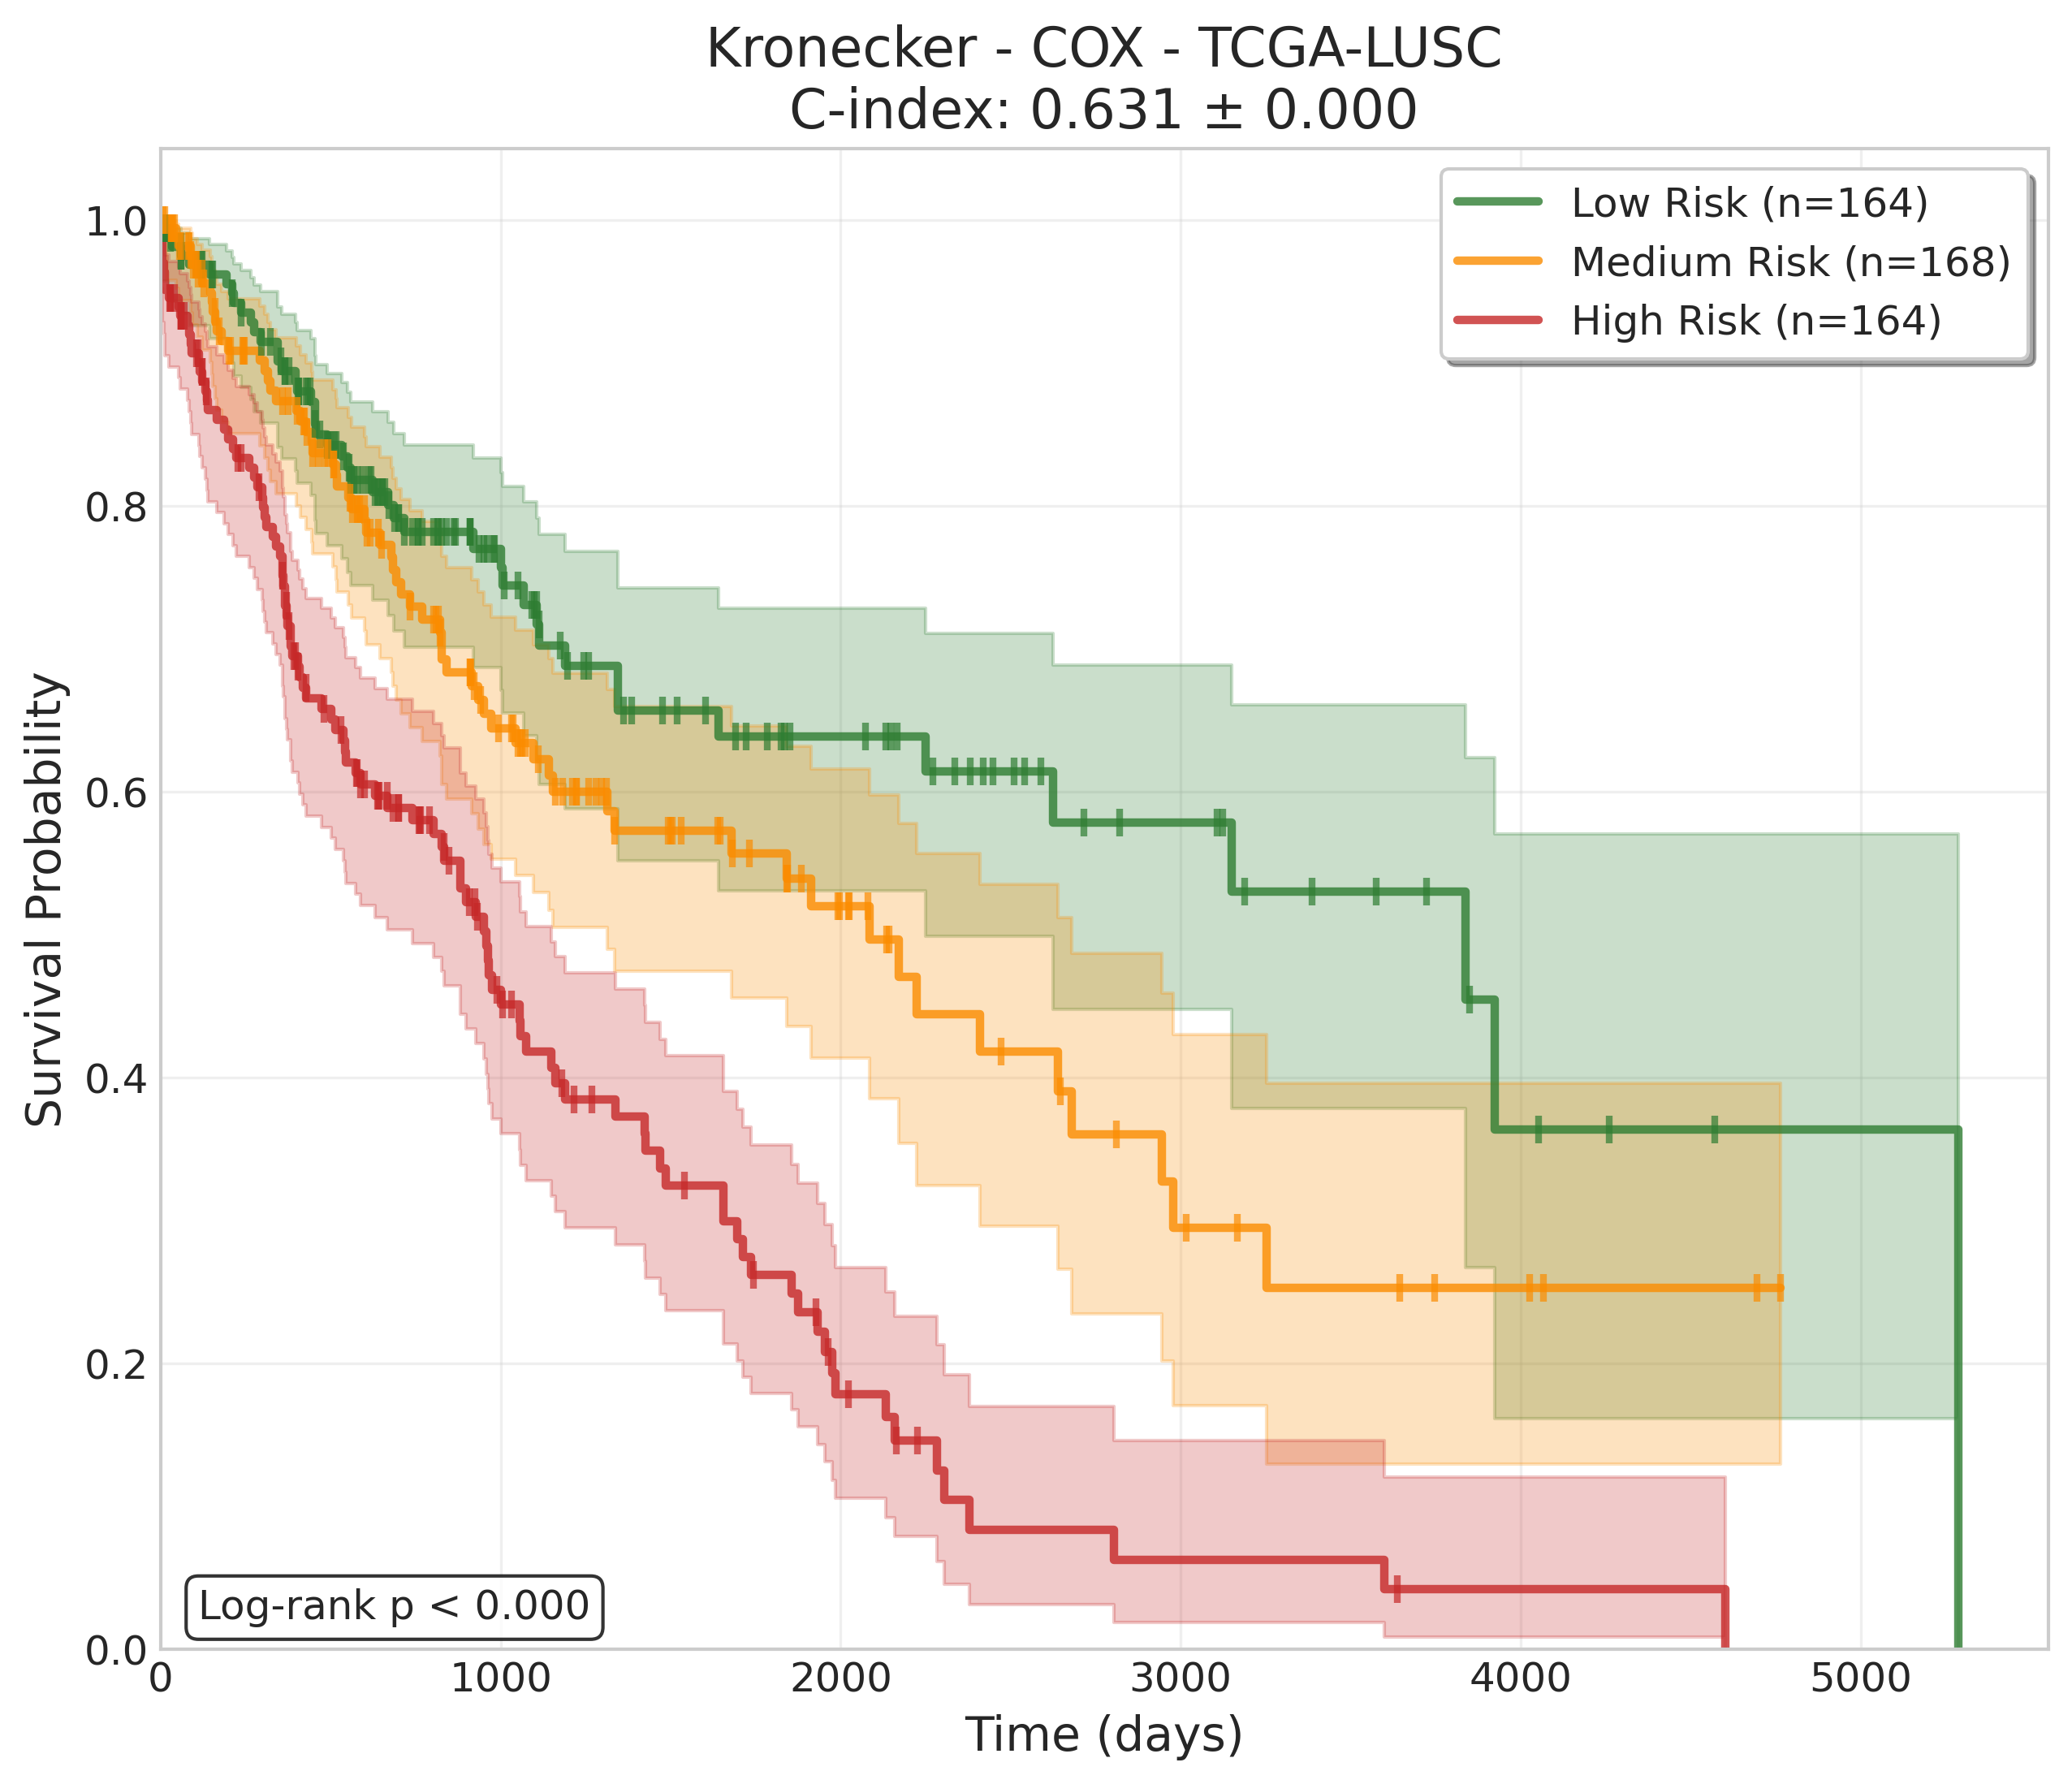 Kronecker - COX - TCGA-LUSC
C-index: 0.631 ± 0.000
Low Risk (n=164)
Medium Risk (n=168)
High Risk (n=164)
Survival Probability
1.0
0.8
0.6
0.4
0.2
0.0
Log-rank p < 0.000
0 1000 2000 3000 4000 5000
Time (days)